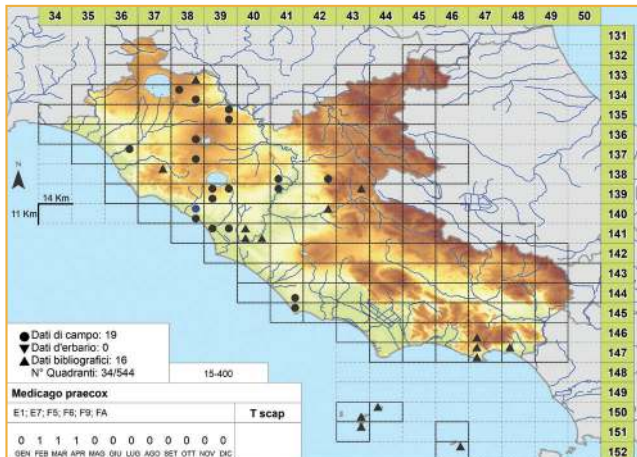 34 35 36 37 38 39 40 41 42 43 44 45 46 47 48 49 50
131
132
133
134
135
136
137
138
139
140
141
142
143
144
145
146
147
148
149
150
151
152
N
14 Km
11 Km
Dati di campo: 19
Dati d'erbario: 0
Dati bibliografici: 16
N° Quadranti: 34/544
15-400
Medicago praecox
E1; E7; F5; F6; F9; FA
T scap
0 1 1 1 0 0 0 0 0 0 0 0
GEN FEB MAR APR MAG GIU LUG AGO SET OTT NOV DIC